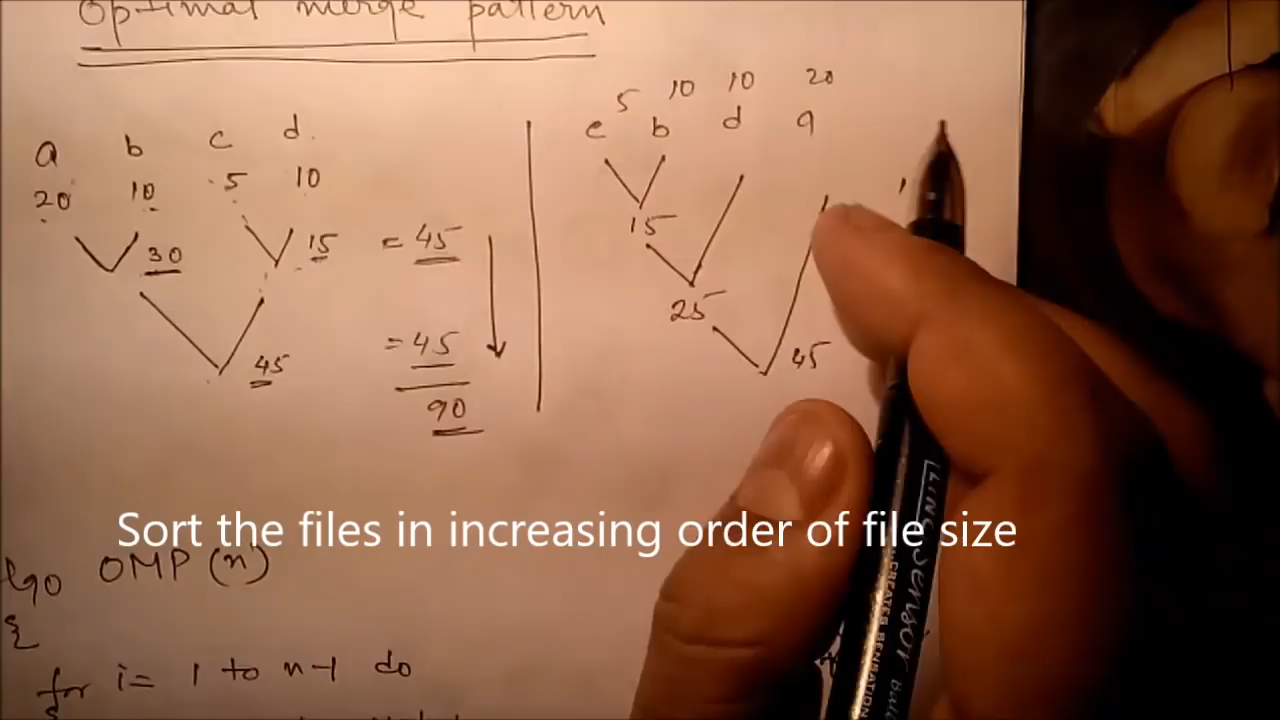 Optimal merge pattern
a b c d.
20 10 5 10
30 15 = 45
45 = 45
90
5 10 10 20
c b d a
15
25
45
Sort the files in increasing order of file size
Algo OMP (n)
{
for i = 1 to n-1 do
LINC sensor